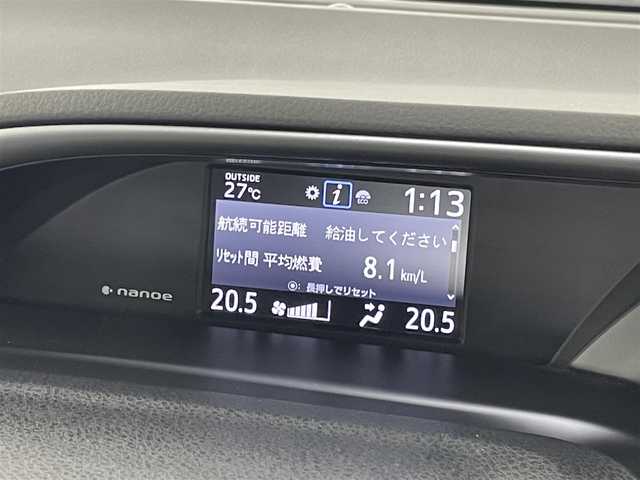 OUTSIDE
27℃ i ECO 1:13
航続可能距離 給油してください
ﾘｾｯﾄ間 平均燃費 8.1 km/L
◉: 長押しでリセット
nanoe
20.5 20.5